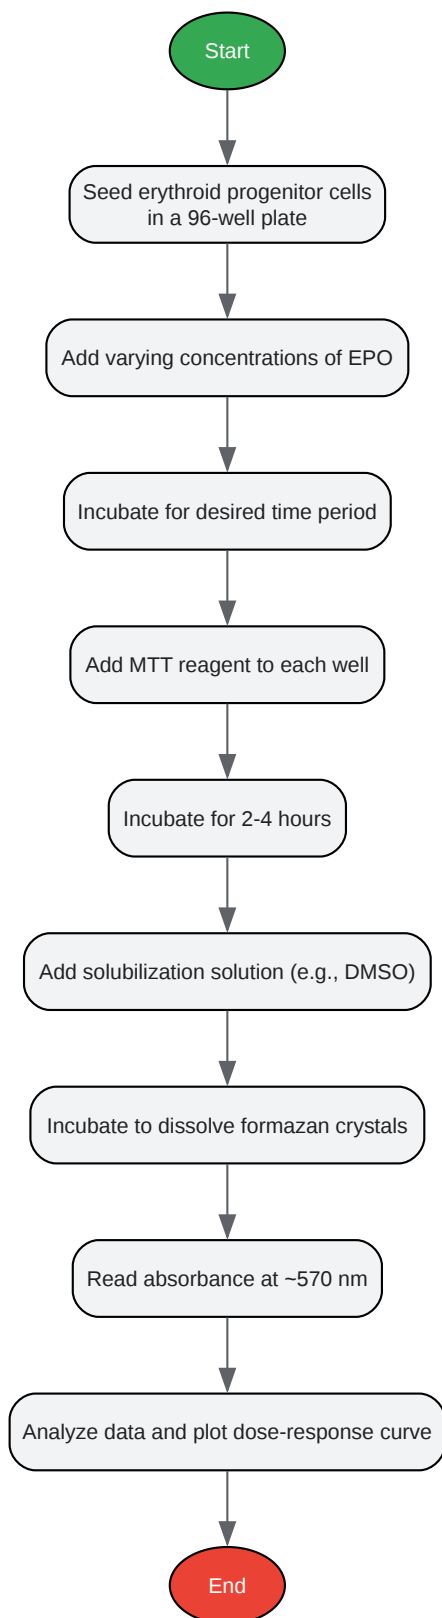 Start
Seed erythroid progenitor cells
in a 96-well plate
Add varying concentrations of EPO
Incubate for desired time period
Add MTT reagent to each well
Incubate for 2-4 hours
Add solubilization solution (e.g., DMSO)
Incubate to dissolve formazan crystals
Read absorbance at ~570 nm
Analyze data and plot dose-response curve
End